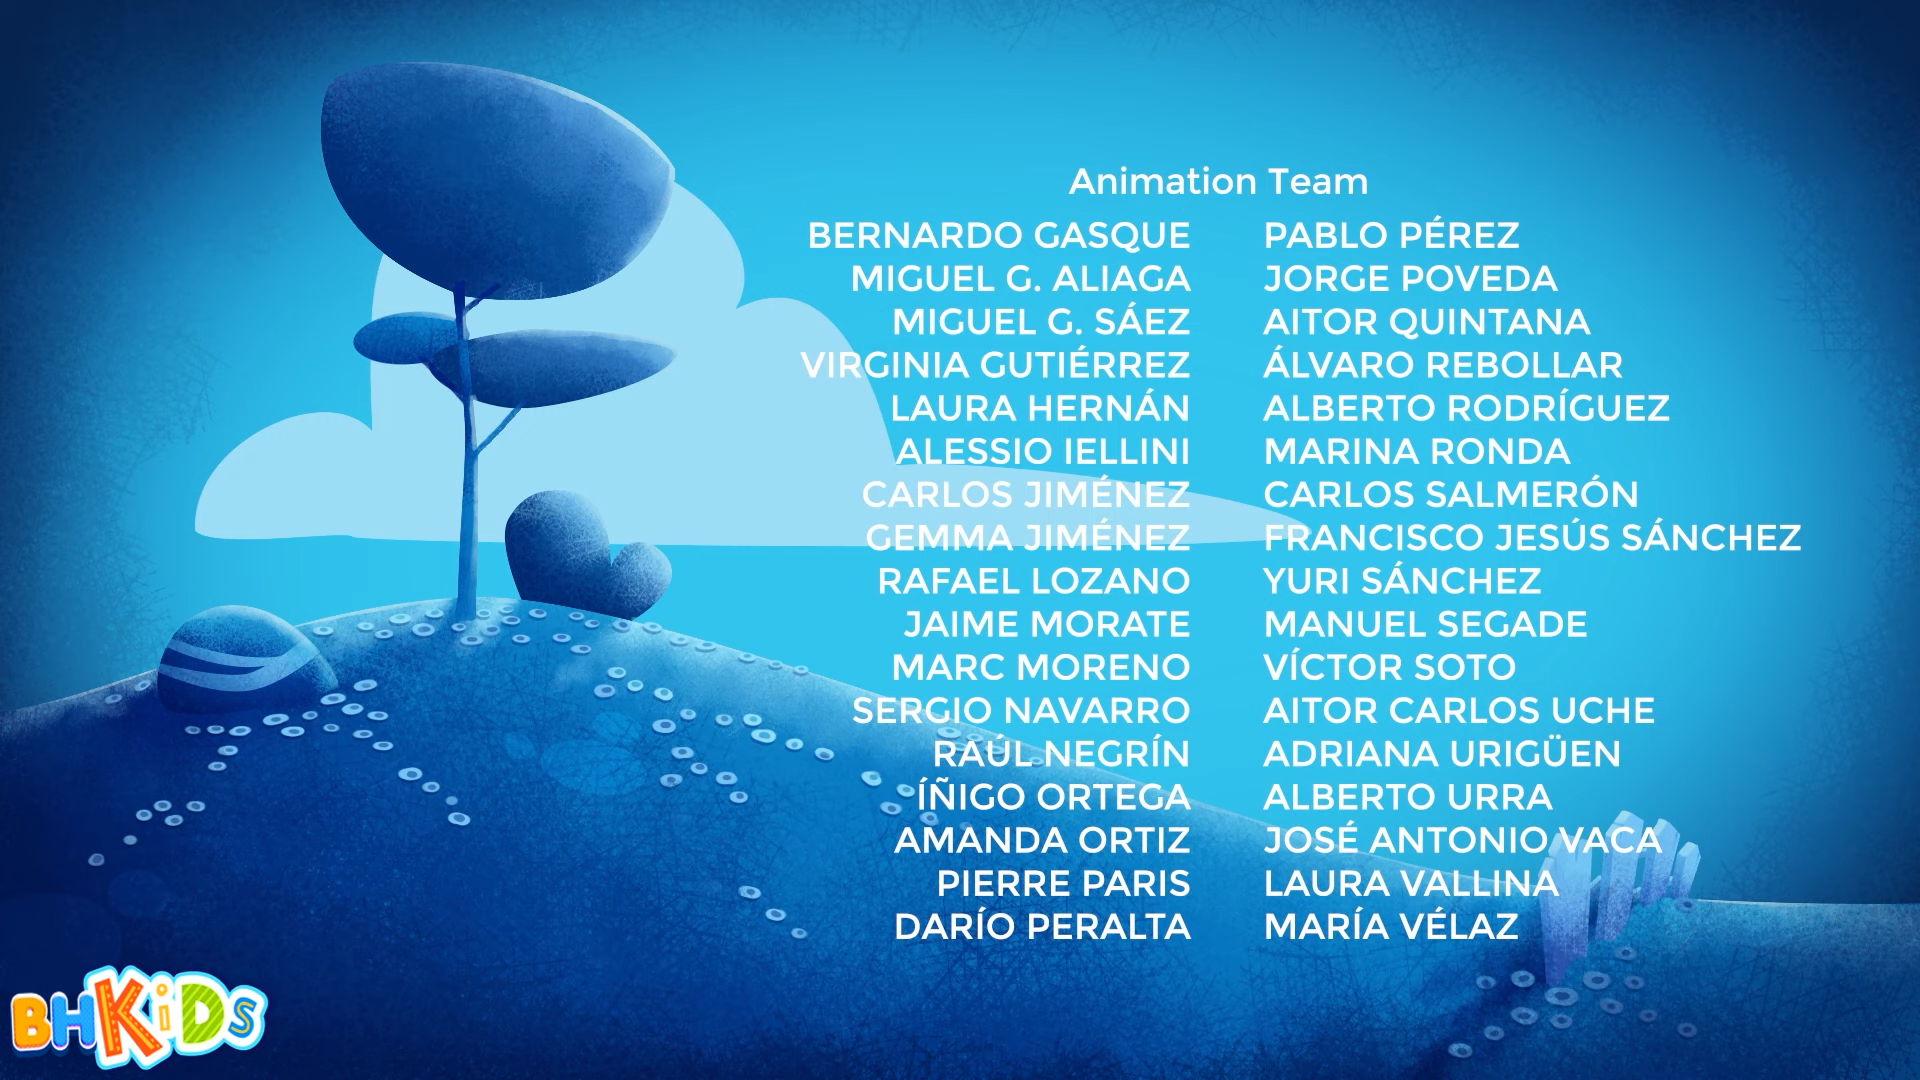 Animation Team
BERNARDO GASQUE PABLO PÉREZ
MIGUEL G. ALIAGA JORGE POVEDA
MIGUEL G. SÁEZ AITOR QUINTANA
VIRGINIA GUTIÉRREZ ÁLVARO REBOLLAR
LAURA HERNÁN ALBERTO RODRÍGUEZ
ALESSIO IELLINI MARINA RONDA
CARLOS JIMÉNEZ CARLOS SALMERÓN
GEMMA JIMÉNEZ FRANCISCO JESÚS SÁNCHEZ
RAFAEL LOZANO YURI SÁNCHEZ
JAIME MORATE MANUEL SEGADE
MARC MORENO VÍCTOR SOTO
SERGIO NAVARRO AITOR CARLOS UCHE
RAÚL NEGRÍN ADRIANA URIGÜEN
ÍÑIGO ORTEGA ALBERTO URRA
AMANDA ORTIZ JOSÉ ANTONIO VACA
PIERRE PARIS LAURA VALLINA
DARÍO PERALTA MARÍA VÉLAZ
BHKiDS